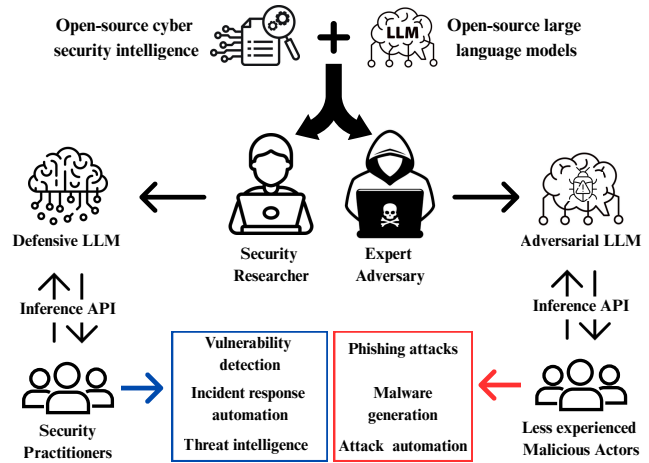 Open-source cyber
security intelligence
LLM
Open-source large
language models
Defensive LLM
Security
Researcher
Expert
Adversary
Adversarial LLM
Inference API
Inference API
Security
Practitioners
Vulnerability
detection
Incident response
automation
Threat intelligence
Phishing attacks
Malware
generation
Attack automation
Less experienced
Malicious Actors